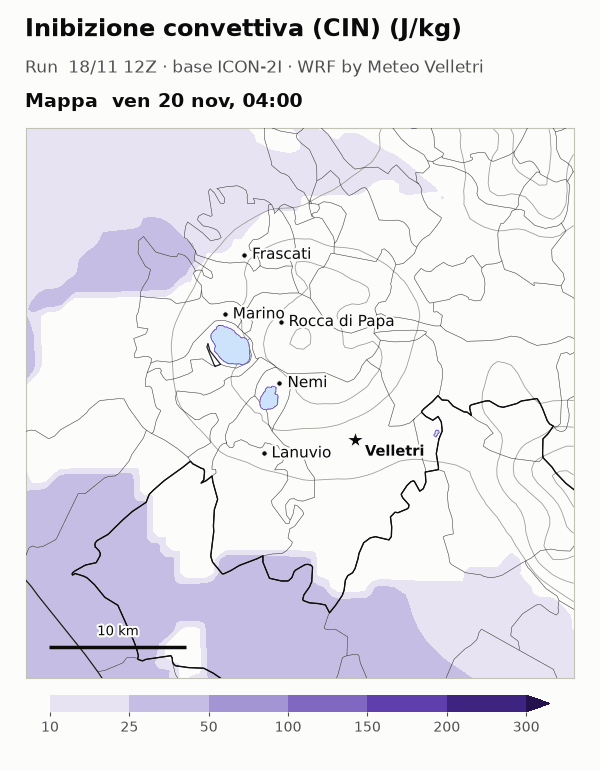 Inibizione convettiva (CIN) (J/kg)
Run  18/11 12Z · base ICON-2I · WRF by Meteo Velletri
Mappa  ven 20 nov, 04:00
Frascati
Marino
Rocca di Papa
Nemi
Velletri
Lanuvio
10 km
10 25 50 100 150 200 300